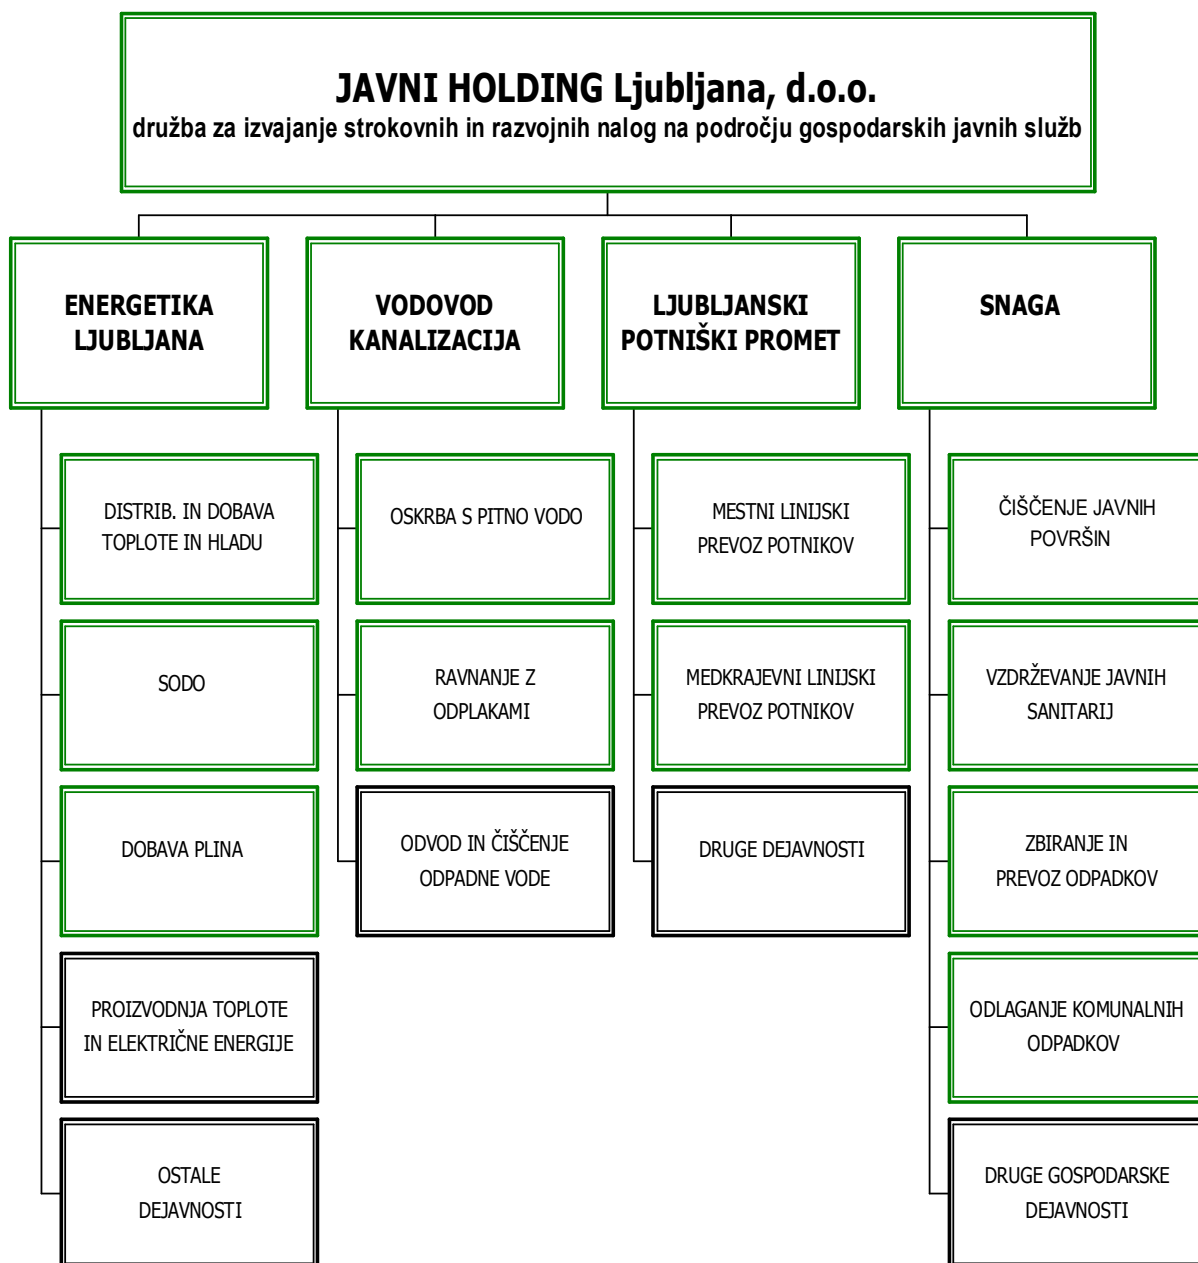 JAVNI HOLDING Ljubljana, d.o.o.
družba za izvajanje strokovnih in razvojnih nalog na področju gospodarskih javnih služb
ENERGETIKA
LJUBLJANA
VODOVOD
KANALIZACIJA
LJUBLJANSKI
POTNIŠKI PROMET
SNAGA
DISTRIB. IN DOBAVA
TOPLOTE IN HLADU
SODO
DOBAVA PLINA
PROIZVODNJA TOPLOTE
IN ELEKTRIČNE ENERGIJE
OSTALE
DEJAVNOSTI
OSKRBA S PITNO VODO
RAVNANJE Z
ODPLAKAMI
ODVOD IN ČIŠČENJE
ODPADNE VODE
MESTNI LINIJSKI
PREVOZ POTNIKOV
MEDKRAJEVNI LINIJSKI
PREVOZ POTNIKOV
DRUGE DEJAVNOSTI
ČIŠČENJE JAVNIH
POVRŠIN
VZDRŽEVANJE JAVNIH
SANITARIJ
ZBIRANJE IN
PREVOZ ODPADKOV
ODLAGANJE KOMUNALNIH
ODPADKOV
DRUGE GOSPODARSKE
DEJAVNOSTI